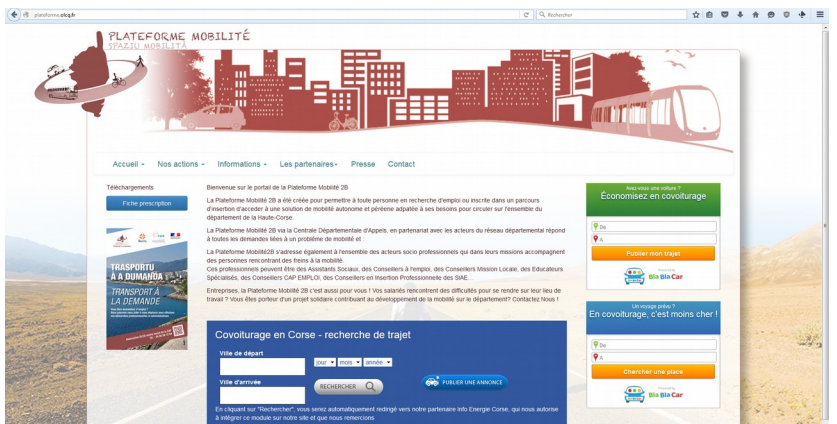 plateforme.olcq.fr
Rechercher
PLATEFORME MOBILITÉ
SPAZIU MOBILITÀ
Accueil Nos actions Informations Les partenaires Presse Contact
Téléchargements
Fiche prescription
TRASPORTU
À A DUMANDA
TRANSPORT À
LA DEMANDE
Bienvenue sur le portail de la Plateforme Mobilité 2B
La Plateforme Mobilité 2B a été créée pour permettre à toute personne en recherche d'emploi ou inscrite dans un parcours
d'insertion d'accéder à une solution de mobilité autonome et péréene adpatée à ses besoins pour circuler sur l'ensemble du
département de la Haute-Corse.
La Plateforme Mobilité 2B via la Centrale Départementale d'Appels, en partenariat avec les acteurs du réseau départemental répond
à toutes les demandes liées à un problème de mobilité et :
La Plateforme Mobilité2B s'adresse également à l'ensemble des acteurs socio professionnels qui dans leurs missions accompagnent
des personnes rencontrant des freins à la mobilité.
Ces professionnels peuvent être des Assistants Sociaux, des Conseillers à l'emploi, des Conseillers Mission Locale, des Educateurs
Spécialisés, des Conseillers CAP EMPLOI, des Conseillers en Insertion Professionnelle des SIAE...
Entreprises, la Plateforme Mobilité 2B c'est aussi pour vous ! Vos salariés rencontrent des difficultés pour se rendre sur leur lieu de
travail ? Vous êtes porteur d'un projet solidaire contribuant au développement de la mobilité sur le département? Contactez Nous !
Covoiturage en Corse - recherche de trajet
Ville de départ
jour mois année
Ville d'arrivée
RECHERCHER
PUBLIER UNE ANNONCE
En cliquant sur "Rechercher", vous serez automatiquement redirigé vers notre partenaire Info Energie Corse, qui nous autorise
à intégrer ce module sur notre site et que nous remercions.
Avez-vous une voiture ?
Économisez en covoiturage
De
A
Publier mon trajet
Bla Bla Car
Un voyage prévu ?
En covoiturage, c'est moins cher !
De
A
Chercher une place
Bla Bla Car